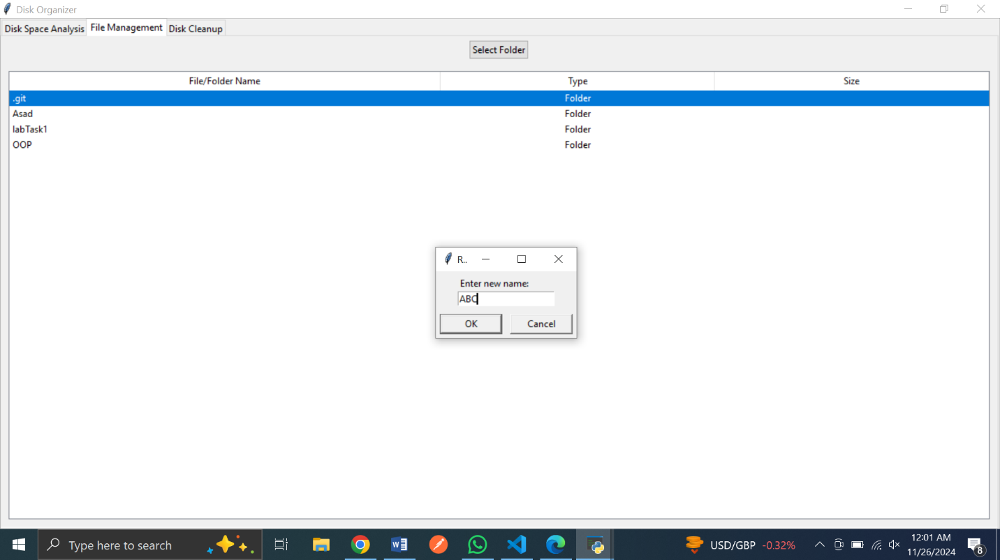 Disk Organizer
Disk Space Analysis File Management Disk Cleanup
Select Folder
File/Folder Name Type Size
.git Folder
Asad Folder
labTask1 Folder
OOP Folder
R..
Enter new name:
ABC
OK Cancel
Type here to search
USD/GBP -0.32%
12:01 AM
11/26/2024
8